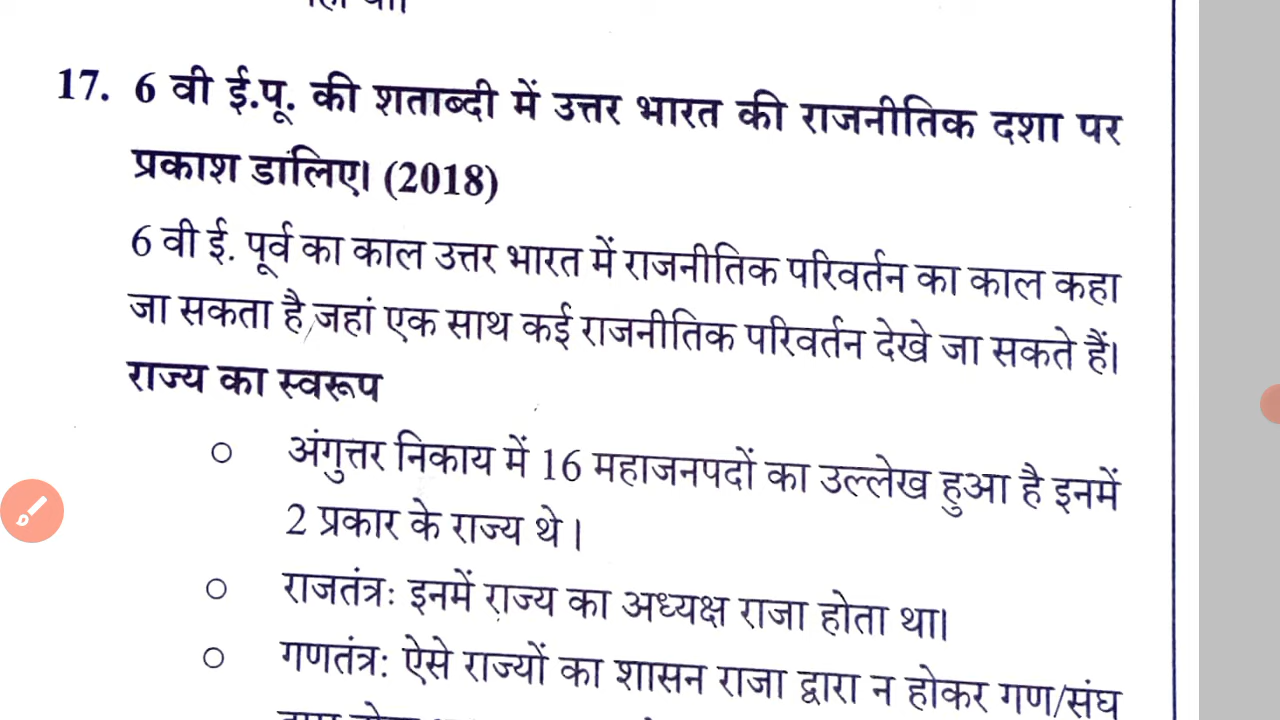 17. 6 वी ई.पू. की शताब्दी में उत्तर भारत की राजनीतिक दशा पर
प्रकाश डालिए। (2018)
6 वी ई. पूर्व का काल उत्तर भारत में राजनीतिक परिवर्तन का काल कहा
जा सकता है, जहां एक साथ कई राजनीतिक परिवर्तन देखे जा सकते हैं।
राज्य का स्वरूप
○ अंगुत्तर निकाय में 16 महाजनपदों का उल्लेख हुआ है इनमें
2 प्रकार के राज्य थे ।
○ राजतंत्र: इनमें राज्य का अध्यक्ष राजा होता था।
○ गणतंत्र: ऐसे राज्यों का शासन राजा द्वारा न होकर गण/संघ